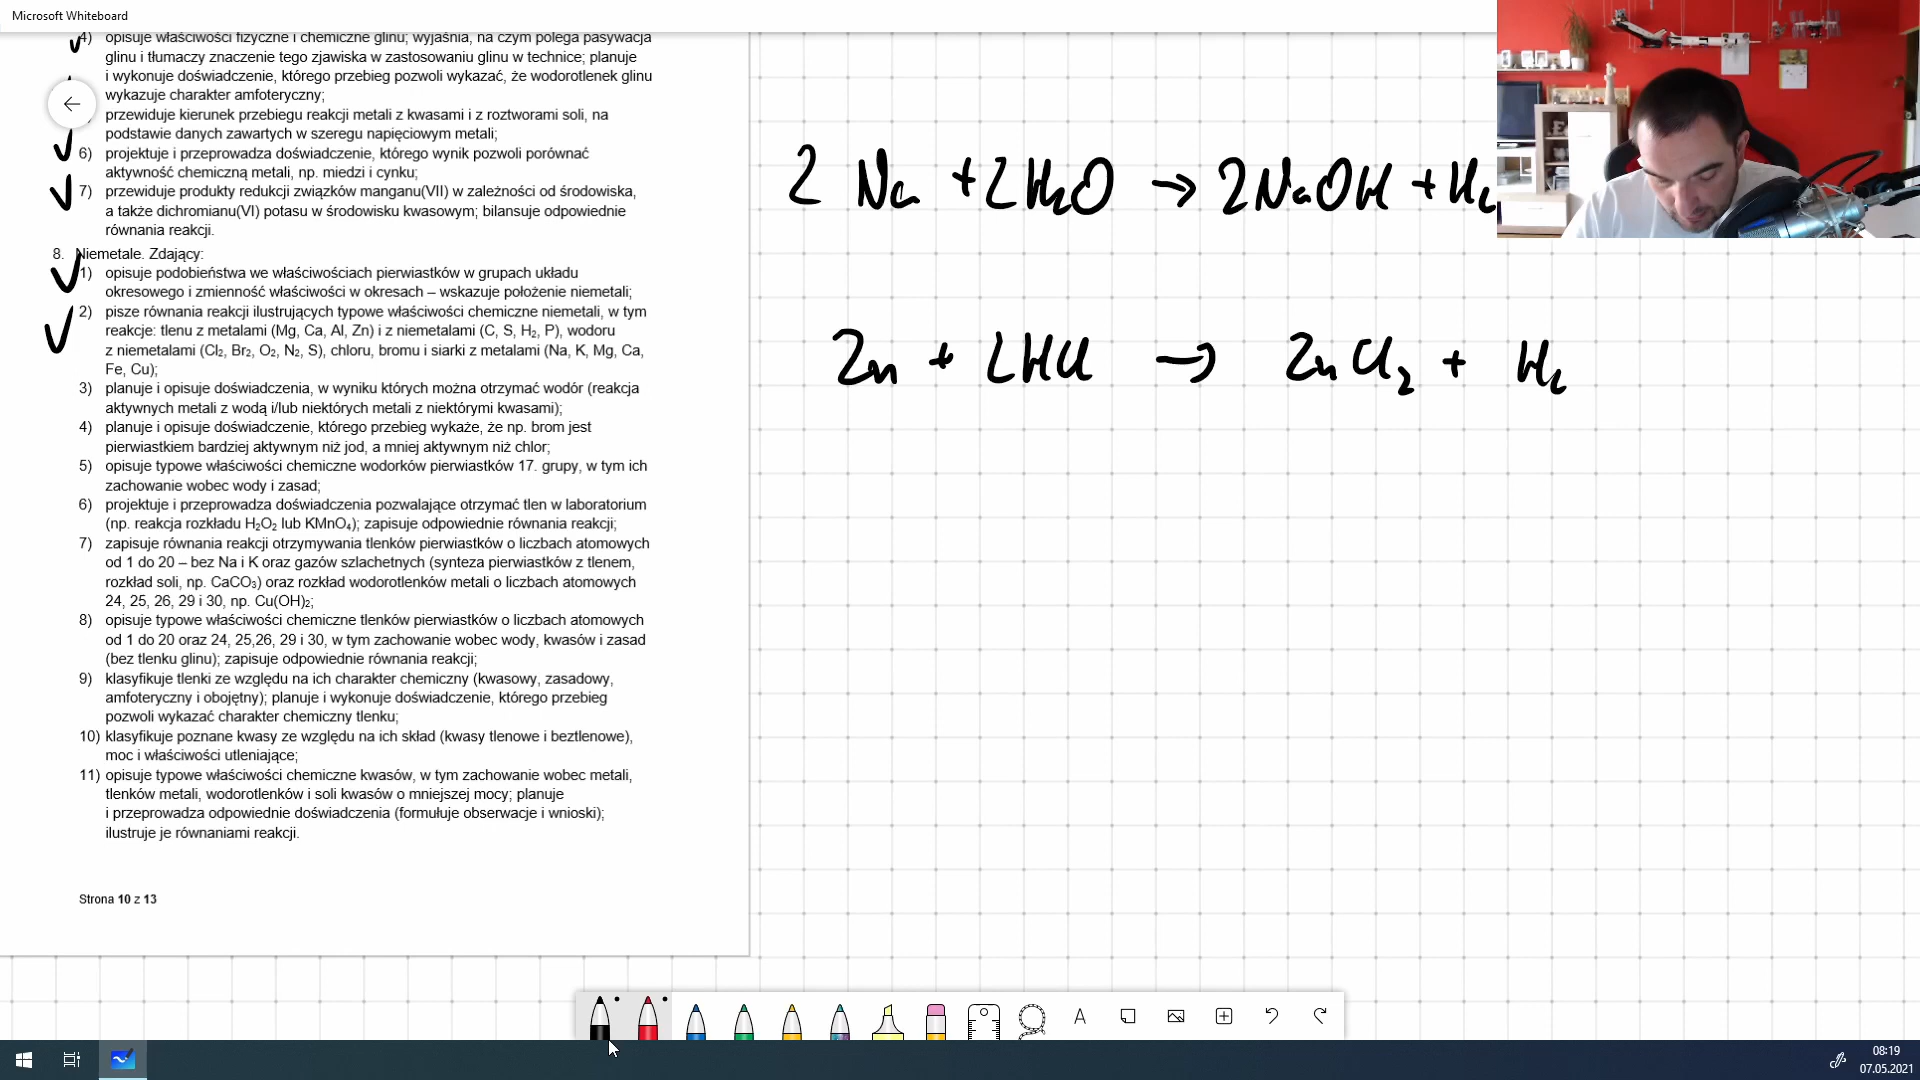 Microsoft Whiteboard
4) opisuje właściwości fizyczne i chemiczne glinu; wyjaśnia, na czym polega pasywacja
glinu i tłumaczy znaczenie tego zjawiska w zastosowaniu glinu w technice; planuje
i wykonuje doświadczenie, którego przebieg pozwoli wykazać, że wodorotlenek glinu
wykazuje charakter amfoteryczny;
przewiduje kierunek przebiegu reakcji metali z kwasami i z roztworami soli, na
podstawie danych zawartych w szeregu napięciowym metali;
6) projektuje i przeprowadza doświadczenie, którego wynik pozwoli porównać
aktywność chemiczną metali, np. miedzi i cynku;
7) przewiduje produkty redukcji związków manganu(VII) w zależności od środowiska,
a także dichromianu(VI) potasu w środowisku kwasowym; bilansuje odpowiednie
równania reakcji.
8. Niemetale. Zdający:
1) opisuje podobieństwa we właściwościach pierwiastków w grupach układu
okresowego i zmienność właściwości w okresach – wskazuje położenie niemetali;
2) pisze równania reakcji ilustrujących typowe właściwości chemiczne niemetali, w tym
reakcje: tlenu z metalami (Mg, Ca, Al, Zn) i z niemetalami (C, S, H₂, P), wodoru
z niemetalami (Cl₂, Br₂, O₂, N₂, S), chloru, bromu i siarki z metalami (Na, K, Mg, Ca,
Fe, Cu);
3) planuje i opisuje doświadczenia, w wyniku których można otrzymać wodór (reakcja
aktywnych metali z wodą i/lub niektórych metali z niektórymi kwasami);
4) planuje i opisuje doświadczenie, którego przebieg wykaże, że np. brom jest
pierwiastkiem bardziej aktywnym niż jod, a mniej aktywnym niż chlor;
5) opisuje typowe właściwości chemiczne wodorków pierwiastków 17. grupy, w tym ich
zachowanie wobec wody i zasad;
6) projektuje i przeprowadza doświadczenia pozwalające otrzymać tlen w laboratorium
(np. reakcja rozkładu H₂O₂ lub KMnO₄); zapisuje odpowiednie równania reakcji;
7) zapisuje równania reakcji otrzymywania tlenków pierwiastków o liczbach atomowych
od 1 do 20 – bez Na i K oraz gazów szlachetnych (synteza pierwiastków z tlenem,
rozkład soli, np. CaCO₃) oraz rozkład wodorotlenków metali o liczbach atomowych
24, 25, 26, 29 i 30, np. Cu(OH)₂;
8) opisuje typowe właściwości chemiczne tlenków pierwiastków o liczbach atomowych
od 1 do 20 oraz 24, 25,26, 29 i 30, w tym zachowanie wobec wody, kwasów i zasad
(bez tlenku glinu); zapisuje odpowiednie równania reakcji;
9) klasyfikuje tlenki ze względu na ich charakter chemiczny (kwasowy, zasadowy,
amfoteryczny i obojętny); planuje i wykonuje doświadczenie, którego przebieg
pozwoli wykazać charakter chemiczny tlenku;
10) klasyfikuje poznane kwasy ze względu na ich skład (kwasy tlenowe i beztlenowe),
moc i właściwości utleniające;
11) opisuje typowe właściwości chemiczne kwasów, w tym zachowanie wobec metali,
tlenków metali, wodorotlenków i soli kwasów o mniejszej mocy; planuje
i przeprowadza odpowiednie doświadczenia (formułuje obserwacje i wnioski);
ilustruje je równaniami reakcji.
Strona 10 z 13
2 Na + 2H₂O → 2NaOH + H₂
Zn + 2HCl → ZnCl₂ + H₂
08:19
07.05.2021